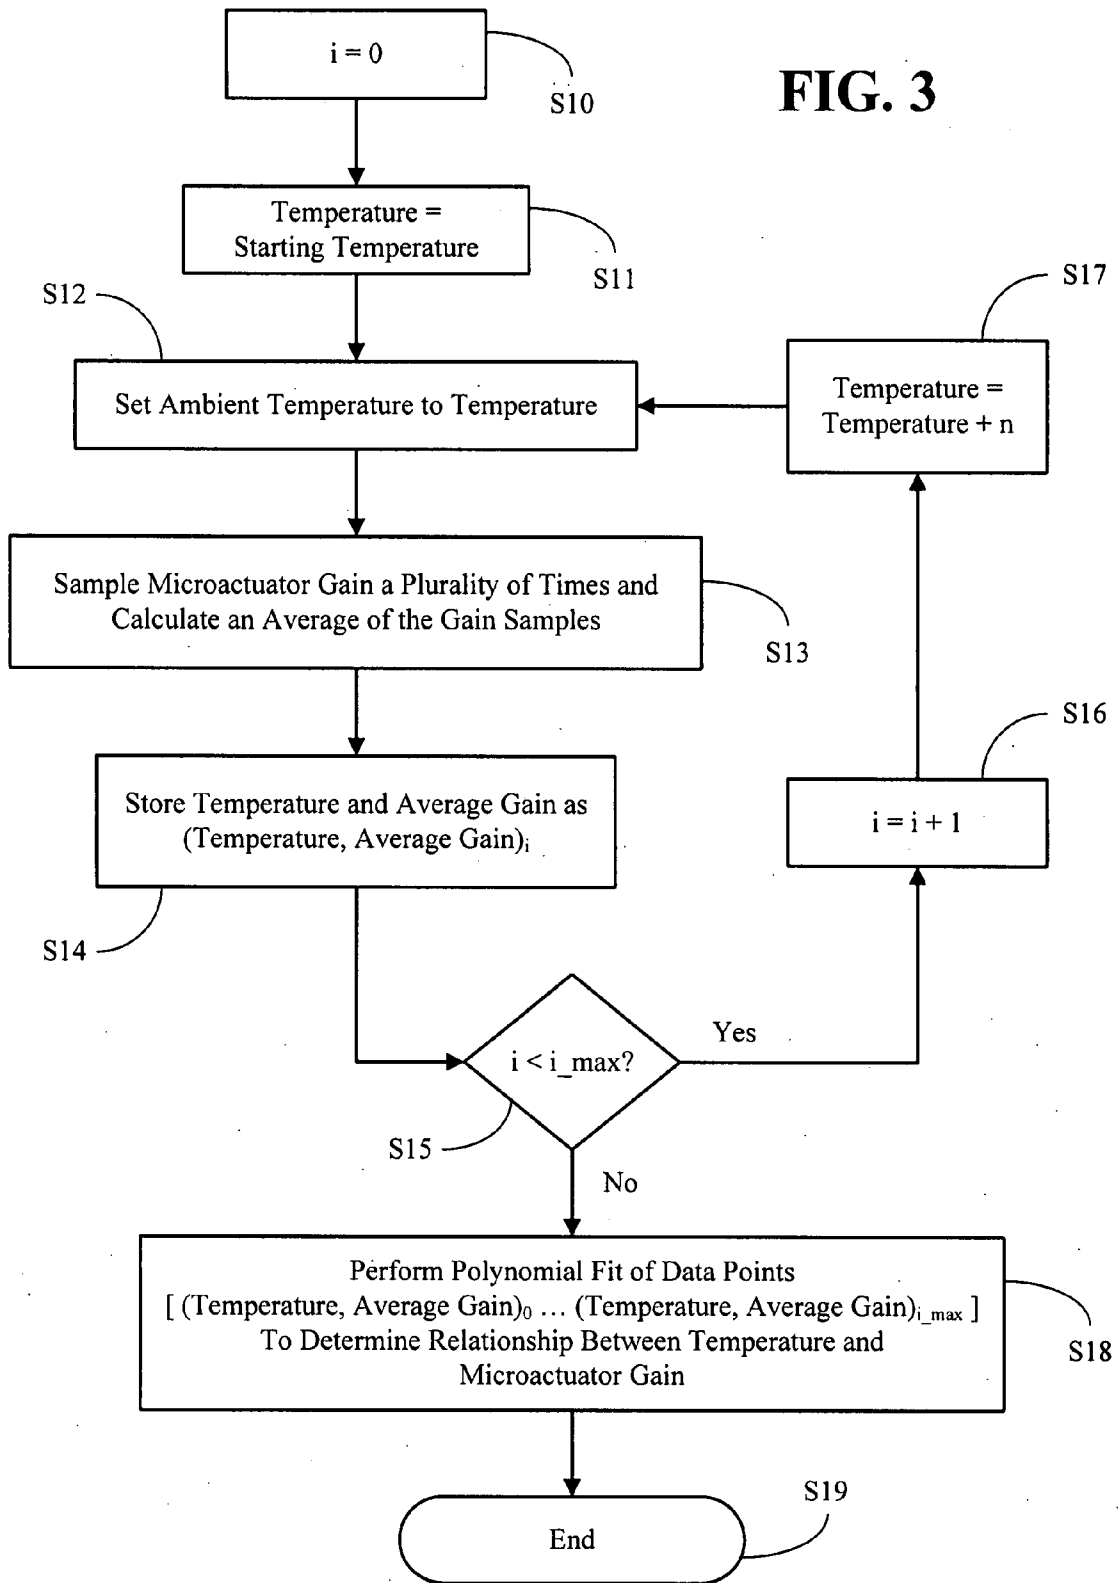 i = 0
FIG. 3
S10
Temperature =
Starting Temperature
S11
S17
S12
Set Ambient Temperature to Temperature
Temperature =
Temperature + n
Sample Microactuator Gain a Plurality of Times and
Calculate an Average of the Gain Samples
S13
S16
Store Temperature and Average Gain as
(Temperature, Average Gain)i
i = i + 1
S14
i < i_max?
Yes
S15
No
Perform Polynomial Fit of Data Points
[ (Temperature, Average Gain)0 ... (Temperature, Average Gain)i_max ]
To Determine Relationship Between Temperature and
Microactuator Gain
S18
S19
End